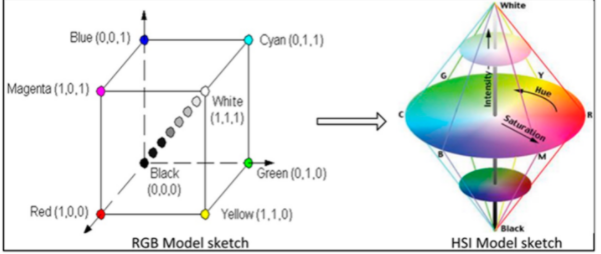 Blue (0,0,1)
Cyan (0,1,1)
Magenta (1,0,1)
White
(1,1,1)
Black
(0,0,0)
Green (0,1,0)
Red (1,0,0)
Yellow (1,1,0)
RGB Model sketch
White
Intensity
G
Y
Hue
C
R
Saturation
B
M
Black
HSI Model sketch